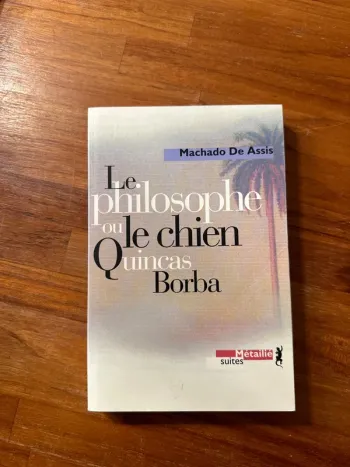 Machado De Assis
Le
philosophe
ou le chien
Quincas
Borba
Métailié
suites